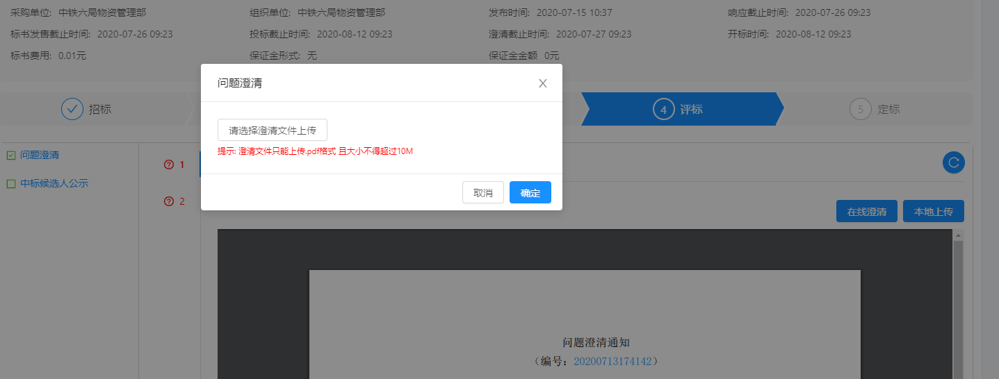 采购单位: 中铁六局物资管理部 组织单位: 中铁六局物资管理部 发布时间: 2020-07-15 10:37 响应截止时间: 2020-07-26 09:23
标书发售截止时间: 2020-07-26 09:23 投标截止时间: 2020-08-12 09:23 澄清截止时间: 2020-07-27 09:23 开标时间: 2020-08-12 09:23
标书费用: 0.01元 保证金形式: 无 保证金金额 0元
问题澄清
招标 4 评标 5 定标
请选择澄清文件上传
提示: 澄清文件只能上传.pdf格式 且大小不得超过10M
取消 确定
问题澄清
中标候选人公示
1
2
在线澄清 本地上传
问题澄清通知
（编号：20200713174142）